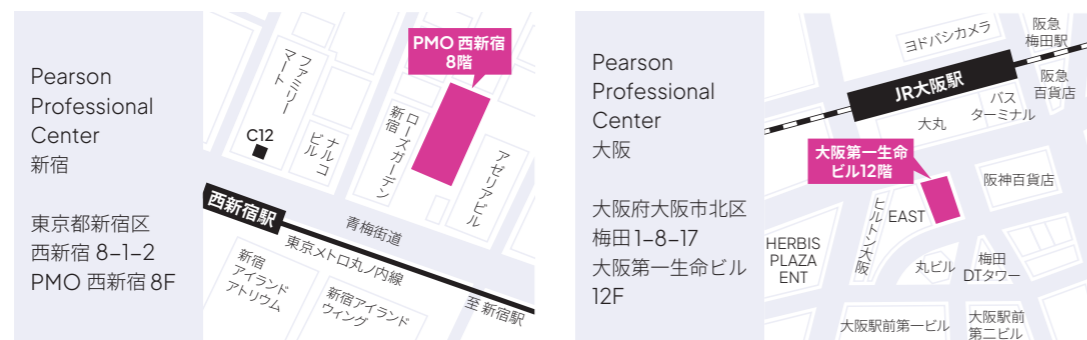 Pearson
Professional
Center
新宿
東京都新宿区
西新宿 8-1-2
PMO 西新宿 8F
PMO 西新宿
8階
ファミリー
マート
C12
ナルコ
ビル
ローズガーデン
新宿
アゼリアビル
西新宿駅
青梅街道
東京メトロ丸ノ内線
新宿
アイランド
アトリウム
新宿アイランド
ウィング
至 新宿駅
Pearson
Professional
Center
大阪
大阪府大阪市北区
梅田 1-8-17
大阪第一生命ビル
12F
ヨドバシカメラ
阪急
梅田駅
JR大阪駅
阪急
百貨店
バス
ターミナル
大丸
大阪第一生命
ビル12階
阪神百貨店
ヒルトン大阪
EAST
HERBIS
PLAZA
ENT
丸ビル
梅田
DTタワー
大阪駅前第一ビル
大阪駅前
第二ビル